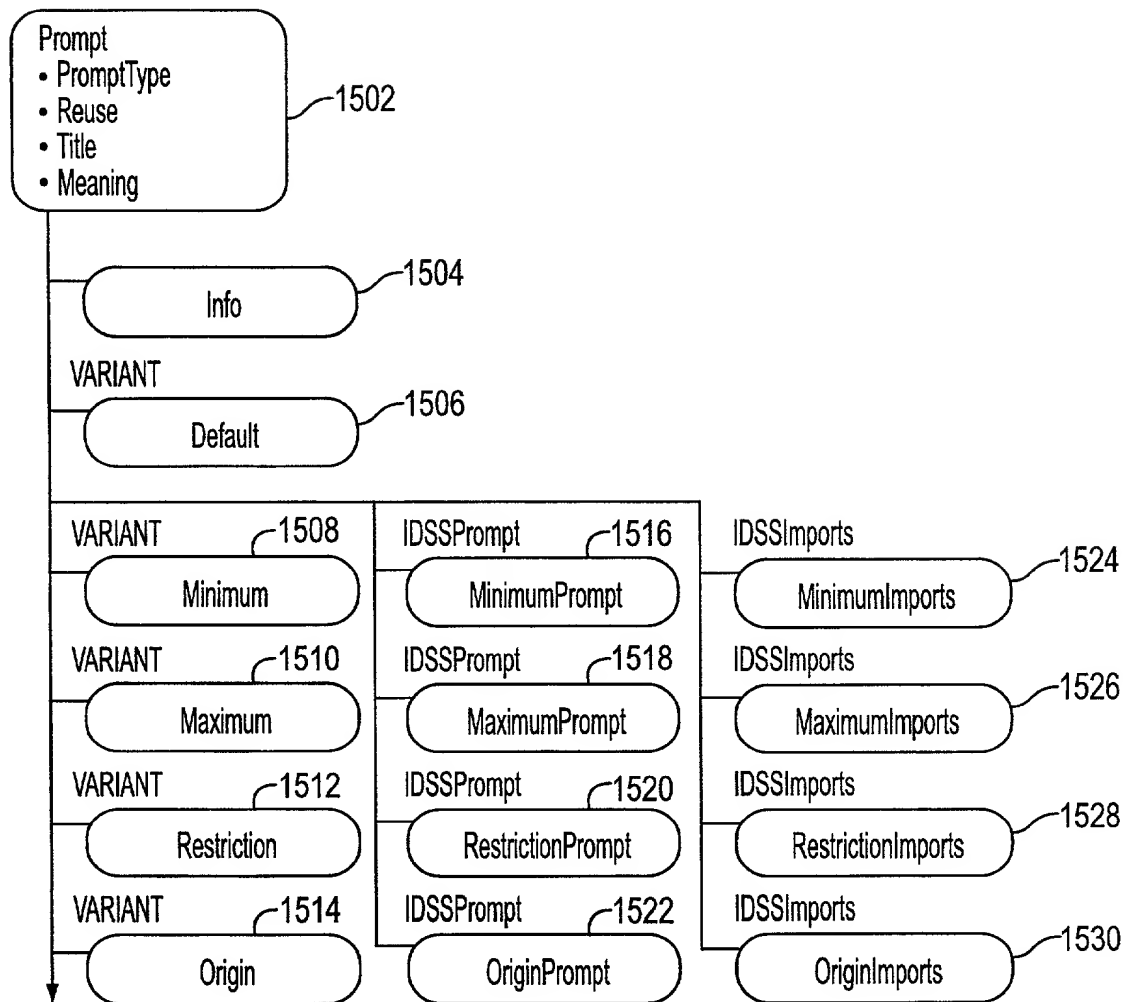 Prompt
• PromptType
• Reuse
• Title
• Meaning
1502
Info
1504
VARIANT
Default
1506
VARIANT
1508
Minimum
IDSSPrompt
1516
MinimumPrompt
IDSSImports
1524
MinimumImports
VARIANT
1510
Maximum
IDSSPrompt
1518
MaximumPrompt
IDSSImports
1526
MaximumImports
VARIANT
1512
Restriction
IDSSPrompt
1520
RestrictionPrompt
IDSSImports
1528
RestrictionImports
VARIANT
1514
Origin
IDSSPrompt
1522
OriginPrompt
IDSSImports
1530
OriginImports